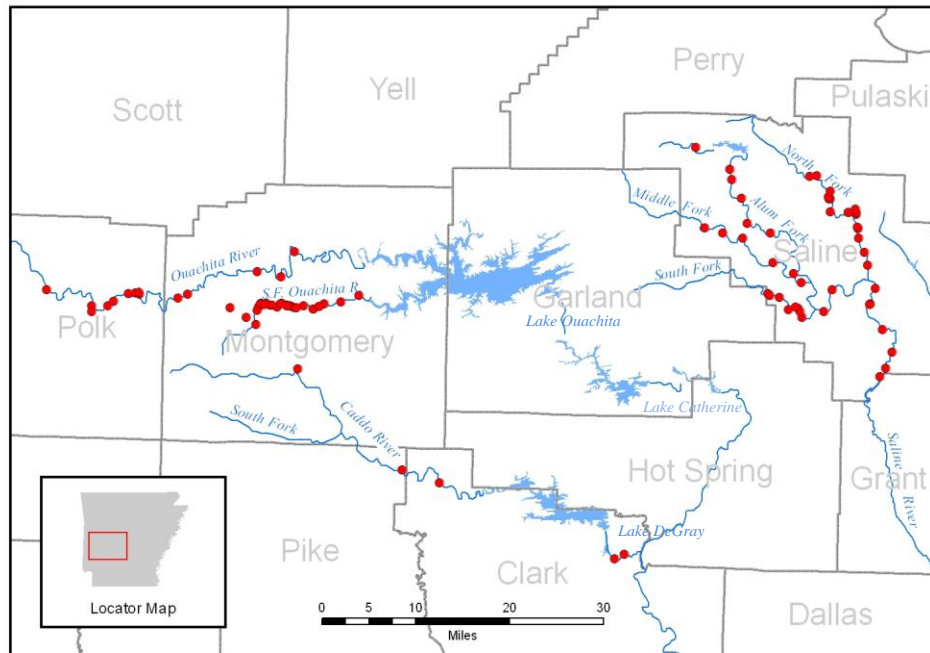 Perry
Yell
Pulaski
Scott
North Fork
Middle Fork
Alum Fork
Saline
Ouachita River
South Fork
S.F. Ouachita R.
Garland
Polk
Lake Ouachita
Montgomery
Lake Catherine
South Fork
Caddo River
Hot Spring
Saline River
Grant
Lake DeGray
Pike
Clark
Dallas
Locator Map
0 5 10 20 30
Miles